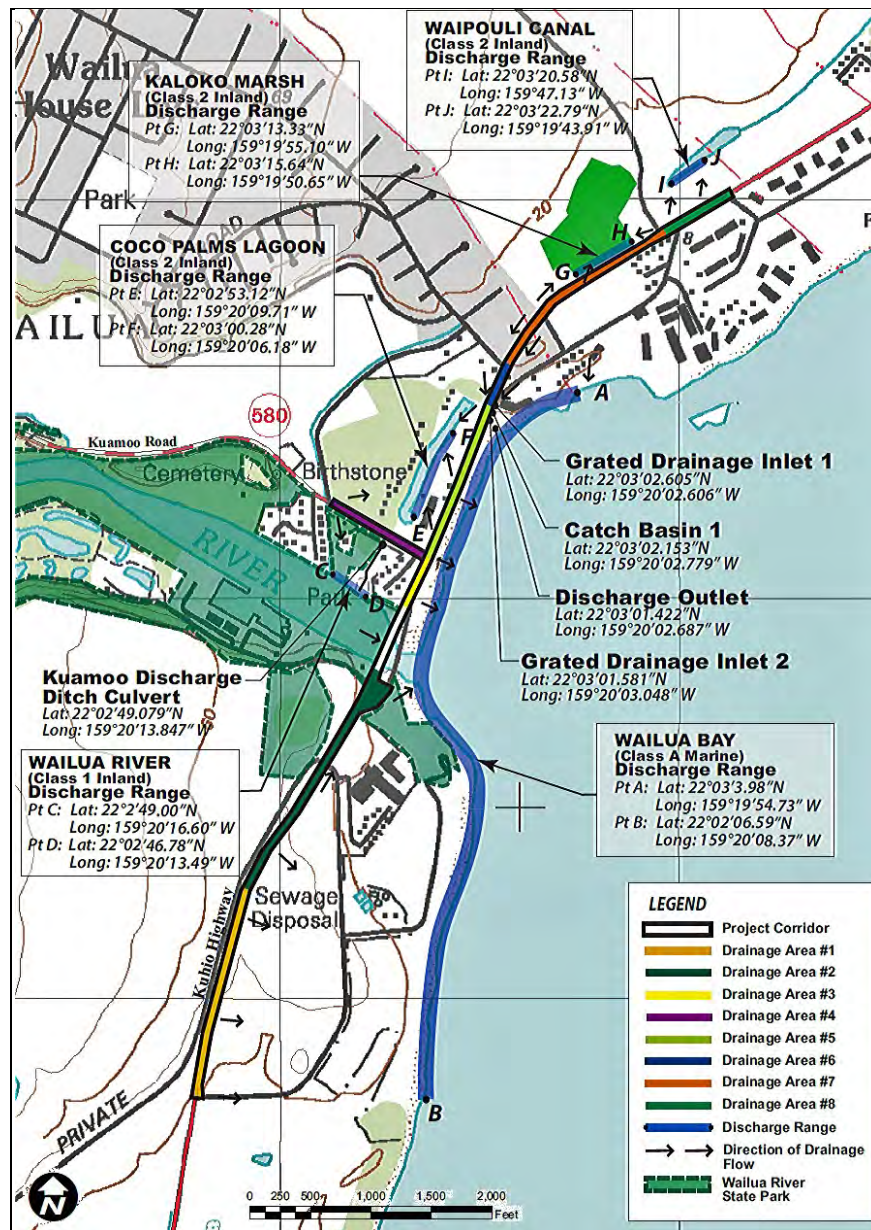 WAIPOULI CANAL
(Class 2 Inland)
Discharge Range
Pt I: Lat: 22°03'20.58"N
Long: 159°47.13" W
Pt J: Lat: 22°03'22.79"N
Long: 159°19'43.91" W
Wailua
House L
69
KALOKO MARSH
(Class 2 Inland)
Discharge Range
Pt G: Lat: 22°03'13.33"N
Long: 159°19'55.10" W
Pt H: Lat: 22°03'15.64"N
Long: 159°19'50.65" W
J
I
Park
20
ROAD
H
8
G
COCO PALMS LAGOON
(Class 2 Inland)
Discharge Range
Pt E: Lat: 22°02'53.12"N
Long: 159°20'09.71" W
Pt F: Lat: 22°03'00.28"N
Long: 159°20'06.18" W
AILUA
A
580
Kuamoo Road
F
Cemetery
Birthstone
E
Grated Drainage Inlet 1
Lat: 22°03'02.605"N
Long: 159°20'02.606" W
Catch Basin 1
Lat: 22°03'02.153"N
Long: 159°20'02.779" W
RIVER
C
Park
D
Discharge Outlet
Lat: 22°03'01.422"N
Long: 159°20'02.687" W
Grated Drainage Inlet 2
Lat: 22°03'01.581"N
Long: 159°20'03.048" W
Kuamoo Discharge
Ditch Culvert
Lat: 22°02'49.079"N
Long: 159°20'13.847" W
60
WAILUA RIVER
(Class 1 Inland)
Discharge Range
Pt C: Lat: 22°2'49.00"N
Long: 159°20'16.60" W
Pt D: Lat: 22°02'46.78"N
Long: 159°20'13.49" W
WAILUA BAY
(Class A Marine)
Discharge Range
Pt A: Lat: 22°03'3.98"N
Long: 159°19'54.73" W
Pt B: Lat: 22°02'06.59"N
Long: 159°20'08.37" W
Sewage
Disposal
Kuhio Highway
PRIVATE
B
LEGEND
Project Corridor
Drainage Area #1
Drainage Area #2
Drainage Area #3
Drainage Area #4
Drainage Area #5
Drainage Area #6
Drainage Area #7
Drainage Area #8
Discharge Range
Direction of Drainage
Flow
Wailua River
State Park
N
0 250 500 1,000 1,500 2,000
Feet